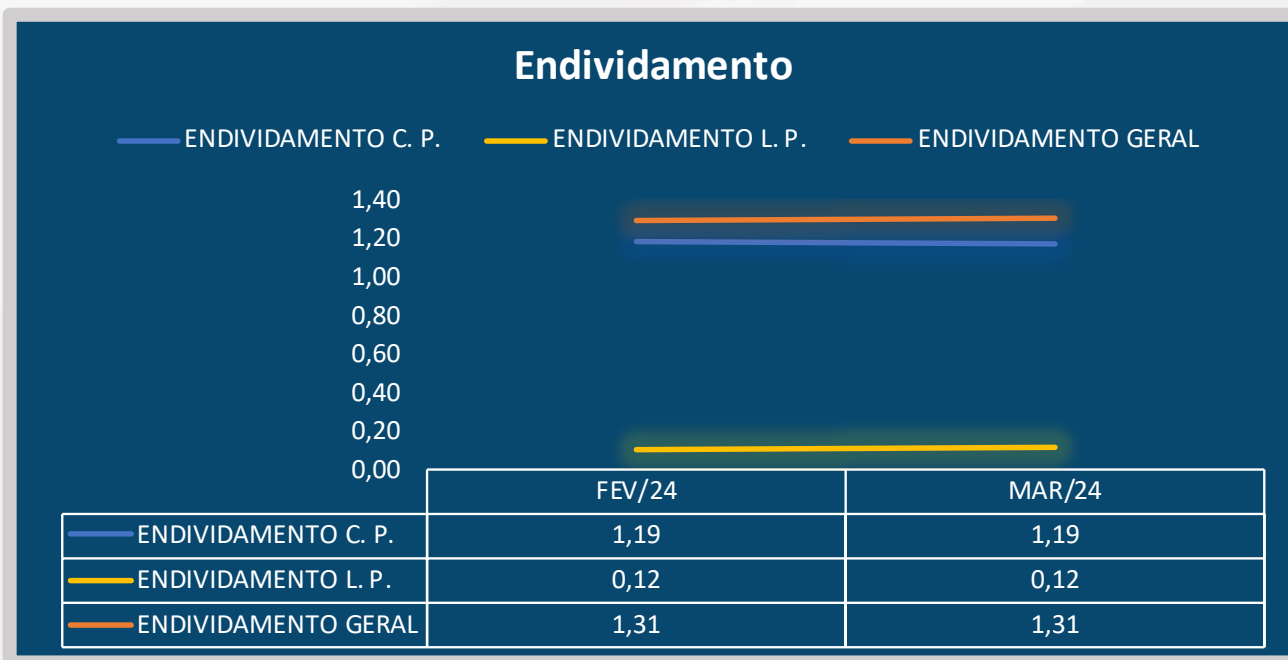 Endividamento
ENDIVIDAMENTO C. P. ENDIVIDAMENTO L. P. ENDIVIDAMENTO GERAL
1,40
1,20
1,00
0,80
0,60
0,40
0,20
0,00
FEV/24 MAR/24
ENDIVIDAMENTO C. P. 1,19 1,19
ENDIVIDAMENTO L. P. 0,12 0,12
ENDIVIDAMENTO GERAL 1,31 1,31